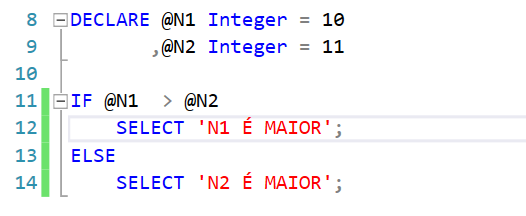 8 DECLARE @N1 Integer = 10
9 ,@N2 Integer = 11
10
11 IF @N1 > @N2
12 SELECT 'N1 É MAIOR';
13 ELSE
14 SELECT 'N2 É MAIOR';